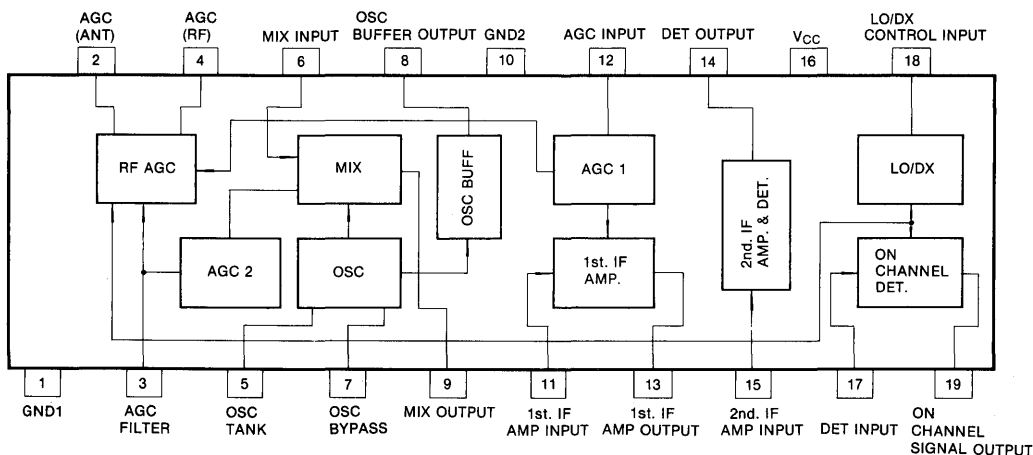 AGC
(ANT)
AGC
(RF)
MIX INPUT
OSC
BUFFER OUTPUT
GND2
AGC INPUT
DET OUTPUT
VCC
LO/DX
CONTROL INPUT
2
4
6
8
10
12
14
16
18
RF AGC
MIX
OSC BUFF
AGC 1
2nd. IF
AMP. & DET.
LO/DX
AGC 2
OSC
1st. IF
AMP.
ON
CHANNEL
DET.
1
3
5
7
9
11
13
15
17
19
GND1
AGC
FILTER
OSC
TANK
OSC
BYPASS
MIX OUTPUT
1st. IF
AMP INPUT
1st. IF
AMP OUTPUT
2nd. IF
AMP INPUT
DET INPUT
ON
CHANNEL
SIGNAL OUTPUT